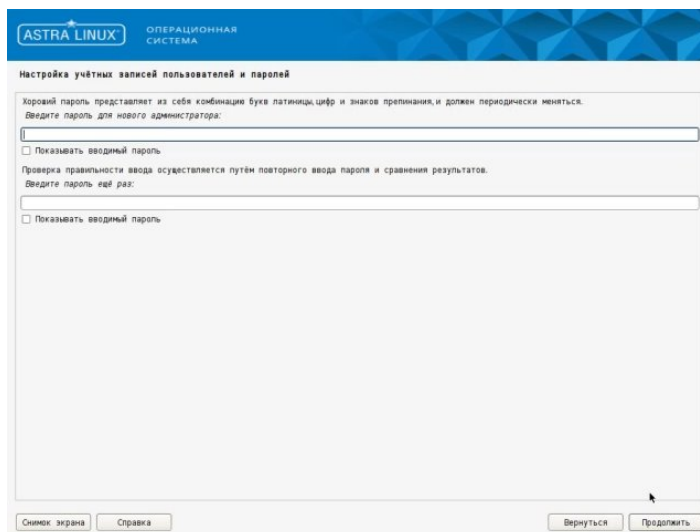 ASTRA LINUX® ОПЕРАЦИОННАЯ
СИСТЕМА
Настройка учётных записей пользователей и паролей
Хороший пароль представляет из себя комбинацию букв латиницы,цифр и знаков препинания,и должен периодически меняться.
Введите пароль для нового администратора:
Показывать вводимый пароль
Проверка правильности ввода осуществляется путём повторного ввода пароля и сравнения результатов.
Введите пароль ещё раз:
Показывать вводимый пароль
Снимок экрана Справка Вернуться Продолжить